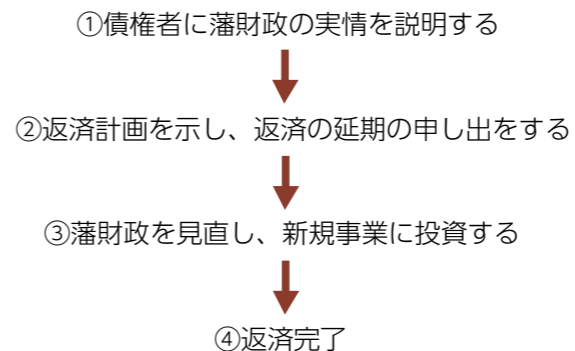 ①債権者に藩財政の実情を説明する
②返済計画を示し、返済の延期の申し出をする
③藩財政を見直し、新規事業に投資する
④返済完了